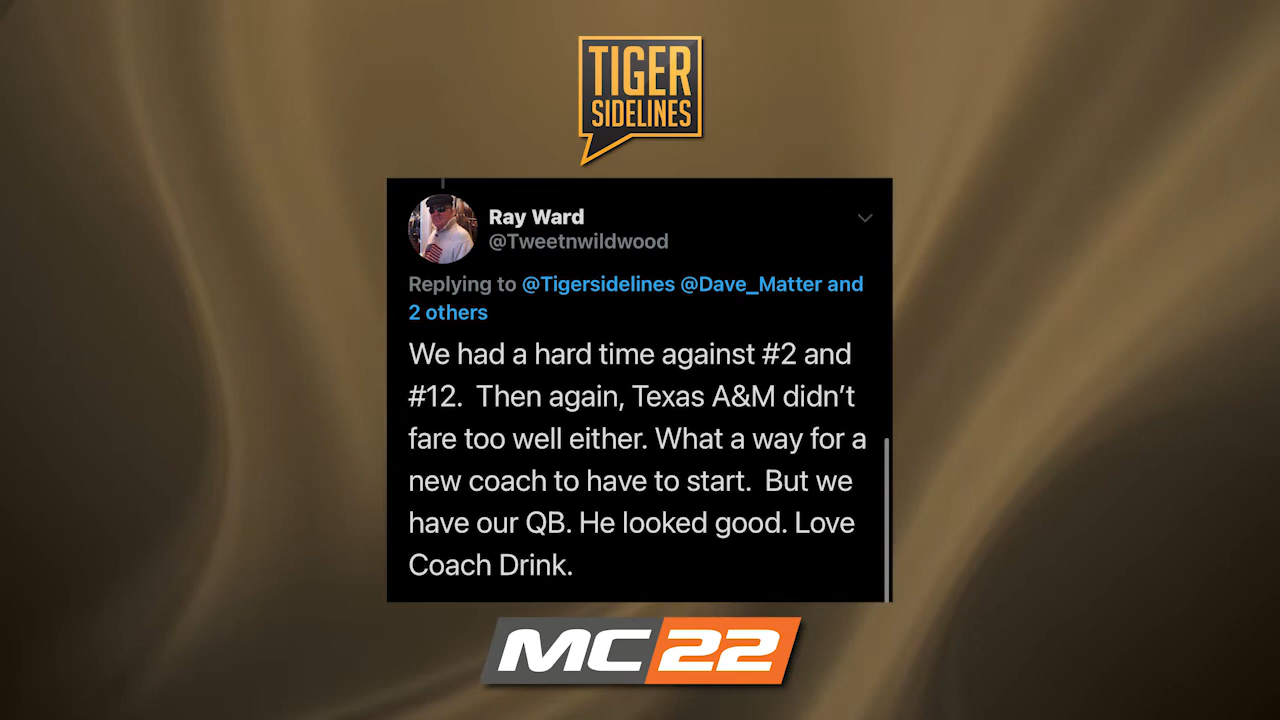 TIGER
SIDELINES
Ray Ward
@Tweetnwildwood
Replying to @Tigersidelines @Dave_Matter and
2 others
We had a hard time against #2 and
#12.  Then again, Texas A&M didn’t
fare too well either. What a way for a
new coach to have to start.  But we
have our QB. He looked good. Love
Coach Drink.
MC22